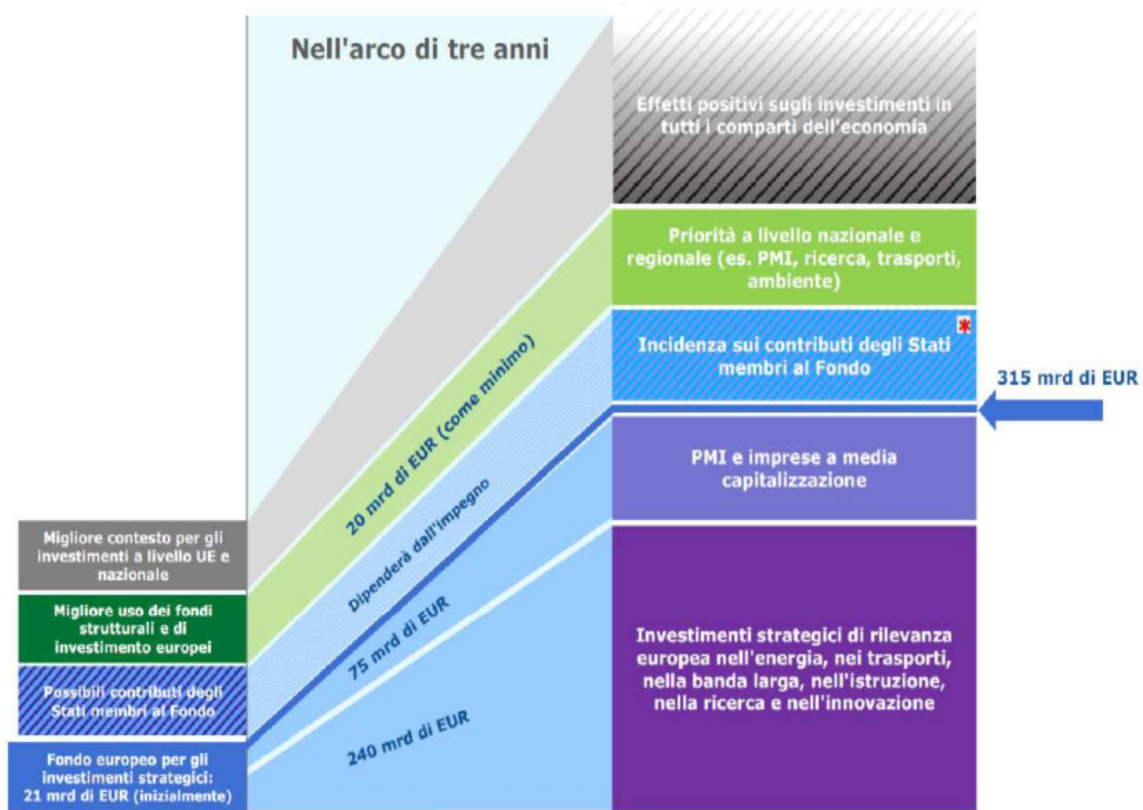 Nell'arco di tre anni
Effetti positivi sugli investimenti in
tutti i comparti dell'economia
Priorità a livello nazionale e
regionale (es. PMI, ricerca, trasporti,
ambiente)
*
Incidenza sui contributi degli Stati
membri al Fondo
315 mrd di EUR
PMI e imprese a media
capitalizzazione
Investimenti strategici di rilevanza
europea nell'energia, nei trasporti,
nella banda larga, nell'istruzione,
nella ricerca e nell'innovazione
20 mrd di EUR (come minimo)
Dipenderà dall'impegno
75 mrd di EUR
240 mrd di EUR
Migliore contesto per gli
investimenti a livello UE e
nazionale
Migliore uso dei fondi
strutturali e di
investimento europei
Possibili contributi degli
Stati membri al Fondo
Fondo europeo per gli
investimenti strategici:
21 mrd di EUR (inizialmente)